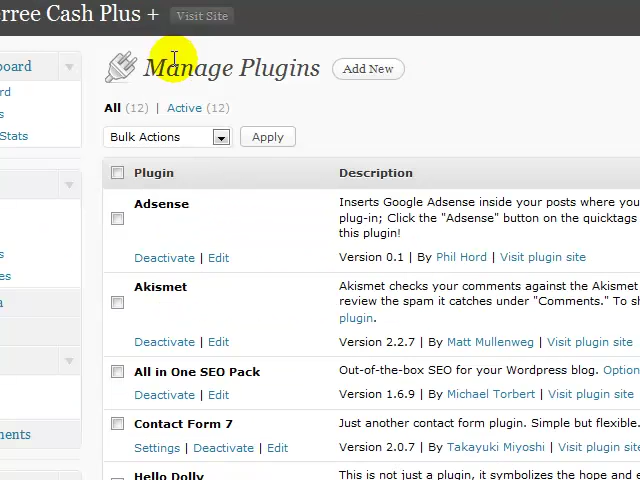 erree Cash Plus + Visit Site
board
rd
s
Stats
s
es
a
ments
Manage Plugins Add New
All (12) | Active (12)
Bulk Actions Apply
Plugin Description
Adsense Inserts Google Adsense inside your posts where you
plug-in; Click the "Adsense" button on the quicktags
this plugin!
Deactivate | Edit Version 0.1 | By Phil Hord | Visit plugin site
Akismet Akismet checks your comments against the Akismet
review the spam it catches under "Comments." To sh
plugin.
Deactivate | Edit Version 2.2.7 | By Matt Mullenweg | Visit plugin site
All in One SEO Pack Out-of-the-box SEO for your Wordpress blog. Option
Deactivate | Edit Version 1.6.9 | By Michael Torbert | Visit plugin site
Contact Form 7 Just another contact form plugin. Simple but flexible.
Settings | Deactivate | Edit Version 2.0.7 | By Takayuki Miyoshi | Visit plugin site
Hello Dolly This is not just a plugin, it symbolizes the hope and e